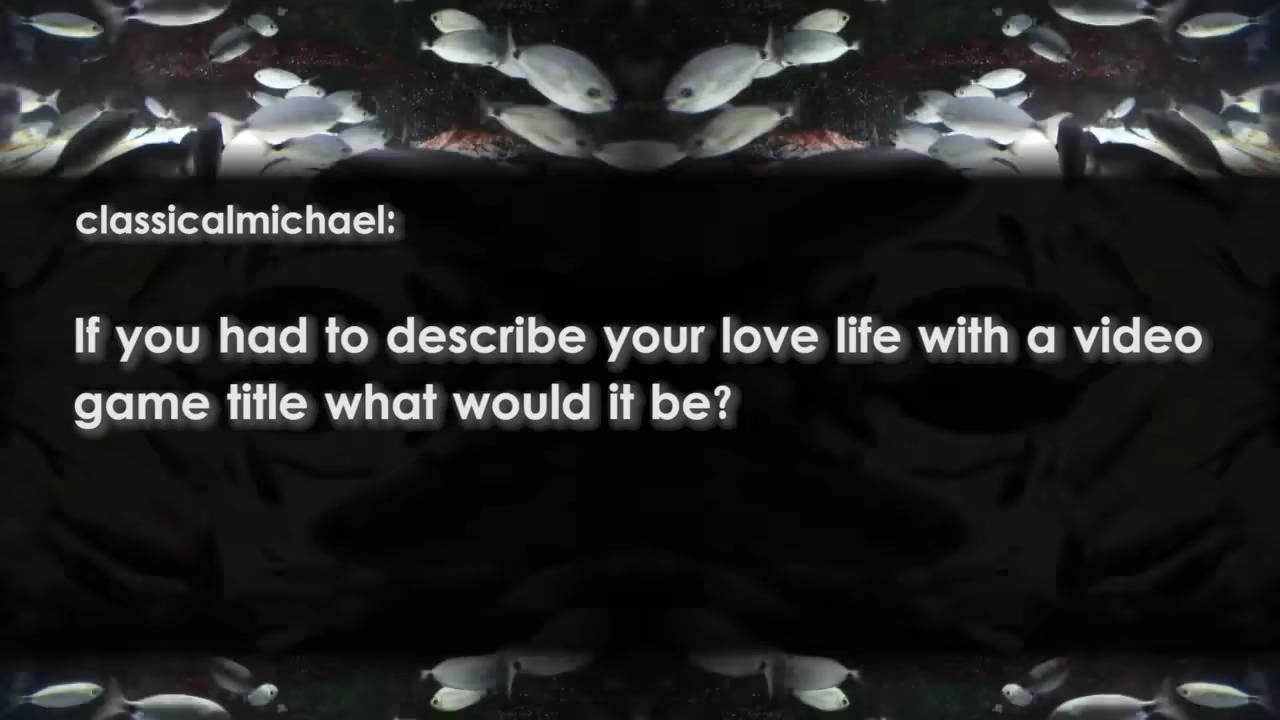 classicalmichael:
If you had to describe your love life with a video
game title what would it be?